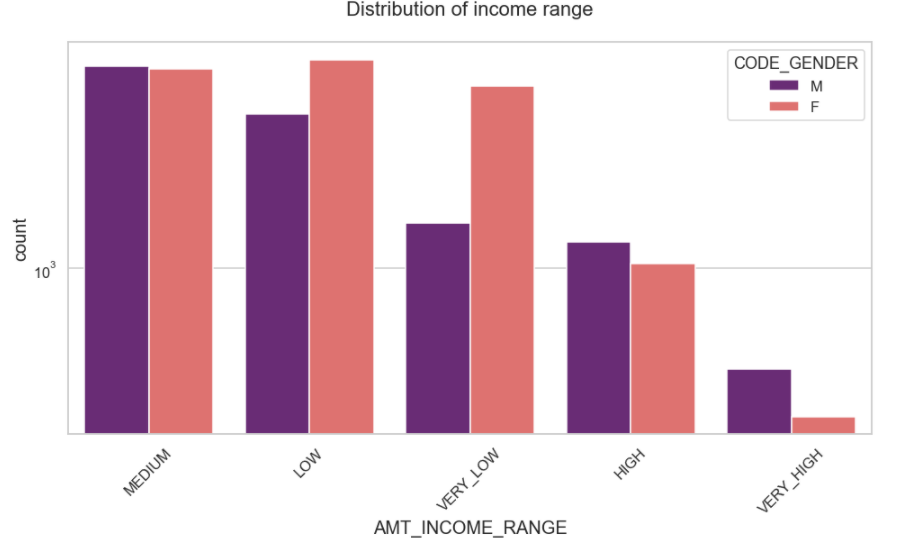 Distribution of income range
CODE_GENDER
M
F
count
10³
MEDIUM
LOW
VERY_LOW
HIGH
VERY_HIGH
AMT_INCOME_RANGE